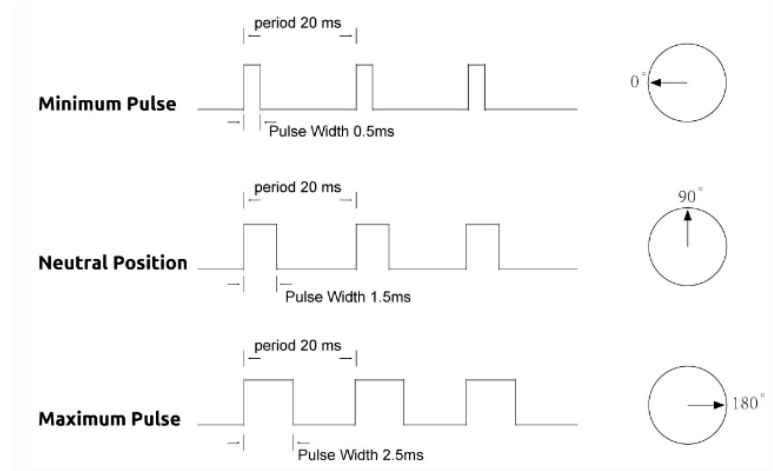 period 20 ms
Minimum Pulse
0°
Pulse Width 0.5ms
period 20 ms
90°
Neutral Position
Pulse Width 1.5ms
period 20 ms
Maximum Pulse
180°
Pulse Width 2.5ms